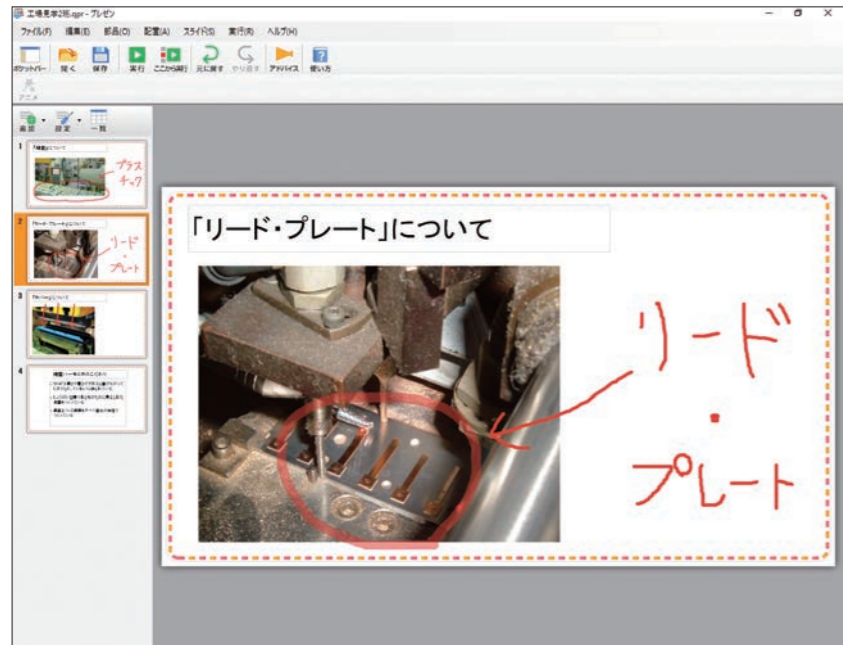 工場見学2班.qpr - プレゼン
ファイル(F) 編集(E) 部品(O) 配置(A) スライド(S) 実行(R) ヘルプ(H)
ポケットバー 開く 保存 実行 ここから実行 元に戻す やり直す アドバイス 使い方
アニメ
画面 設定 一覧
1
プラス
チック
2
「リード・プレート」について
リード
・
プレート
3
4
「リード・プレート」について
リード
・
プレート